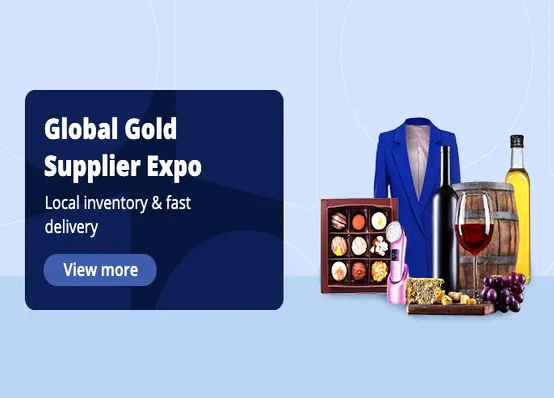 Global Gold
Supplier Expo
Local inventory & fast
delivery
View more